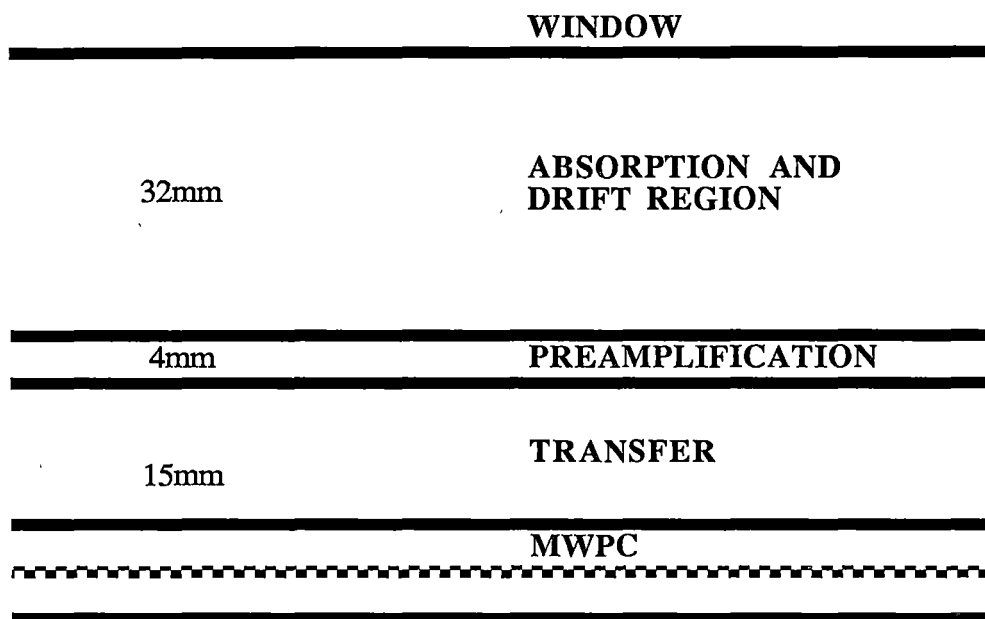 WINDOW
32mm
ABSORPTION AND
DRIFT REGION
4mm
PREAMPLIFICATION
15mm
TRANSFER
MWPC